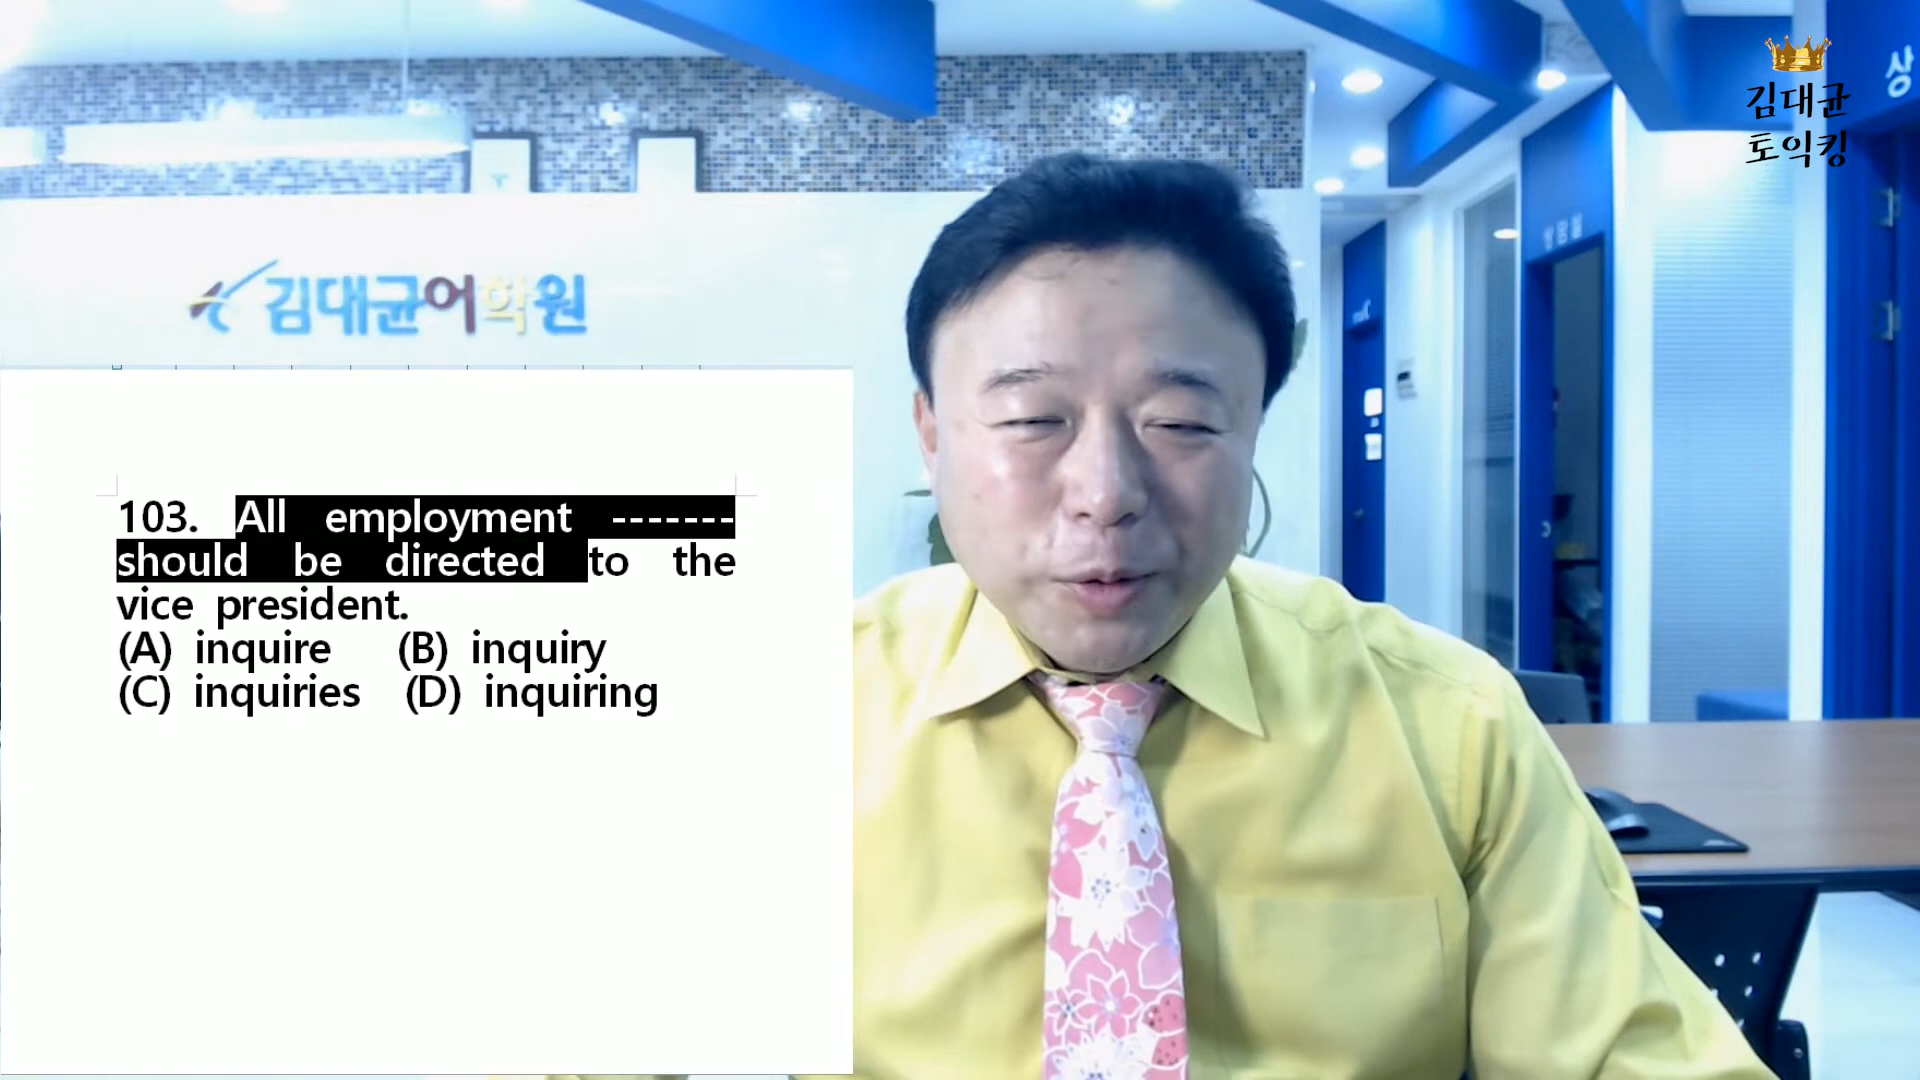 김대균
토익킹
상
김대균어학원
103. All employment -------
should be directed to the
vice president.
(A) inquire (B) inquiry
(C) inquiries (D) inquiring